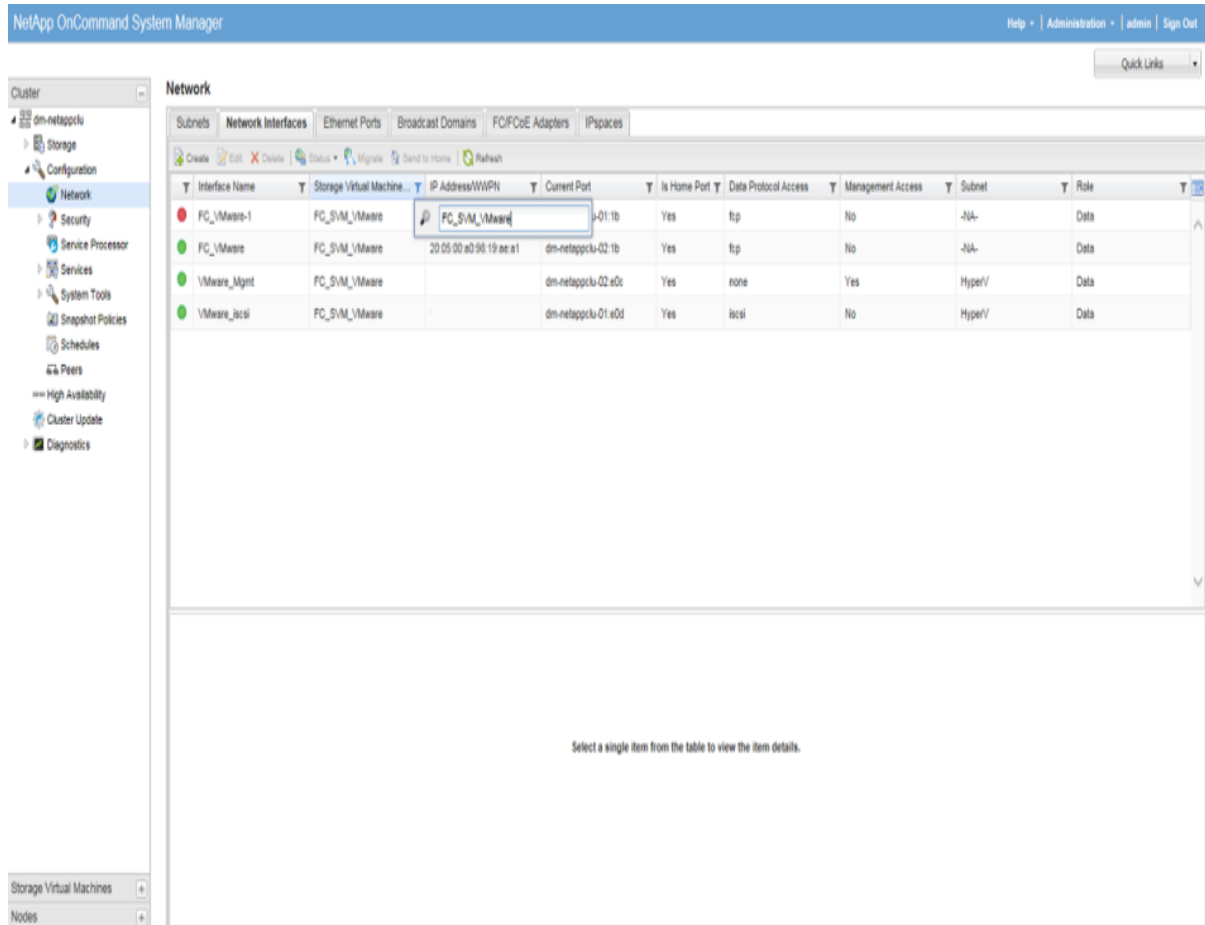 NetApp OnCommand System Manager
Help | Administration | admin | Sign Out
Quick Links
Cluster
dm-netappclu
Storage
Configuration
Network
Security
Service Processor
Services
System Tools
Snapshot Policies
Schedules
Peers
High Availability
Cluster Update
Diagnostics
Storage Virtual Machines
Nodes
Network
Subnets Network Interfaces Ethernet Ports Broadcast Domains FC/FCoE Adapters IPspaces
Create Edit Delete Status Migrate Send to Home Refresh
Interface Name Storage Virtual Machine... IP Address/WWPN Current Port Is Home Port Data Protocol Access Management Access Subnet Role
FC_VMware-1 FC_SVM_VMware FC_SVM_VMware u-01:1b Yes fcp No -NA- Data
FC_VMware FC_SVM_VMware 20:05:00:a0:98:19:ae:a1 dm-netappclu-02:1b Yes fcp No -NA- Data
VMware_Mgmt FC_SVM_VMware dm-netappclu-02:e0c Yes none Yes HyperV Data
VMware_iscsi FC_SVM_VMware dm-netappclu-01:e0d Yes iscsi No HyperV Data
Select a single item from the table to view the item details.